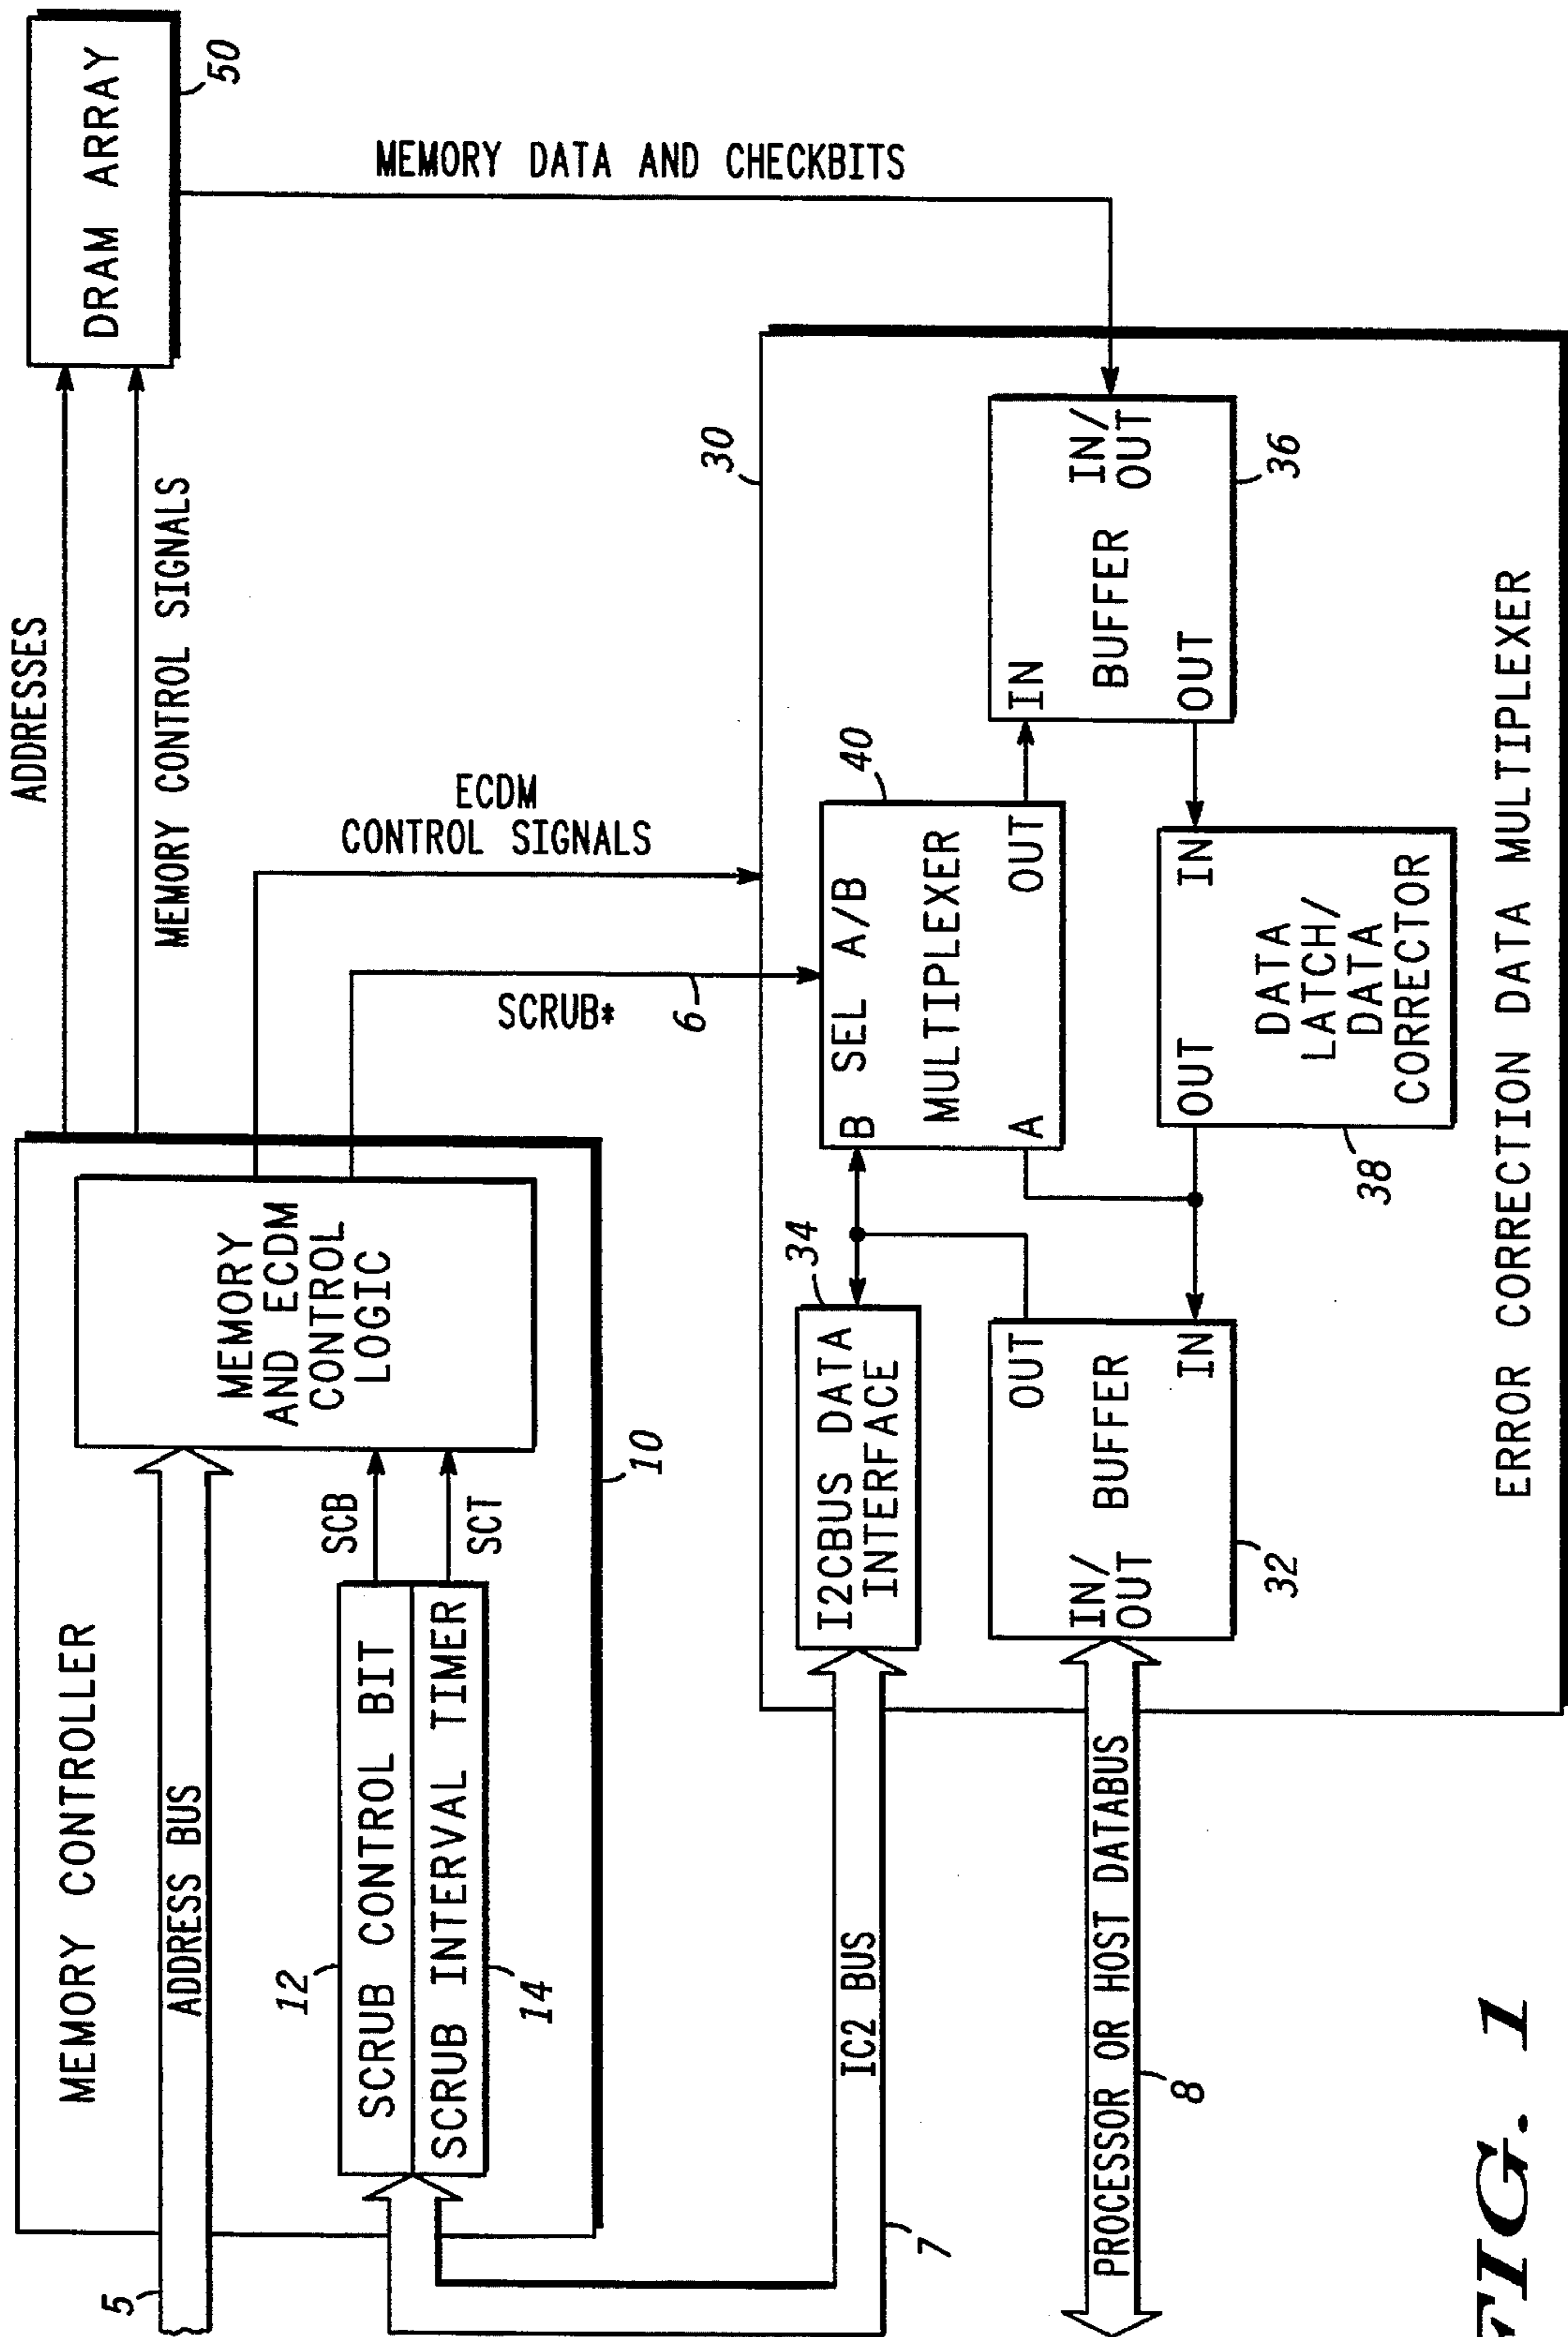 MEMORY CONTROLLER
5
ADDRESS BUS
12
SCRUB CONTROL BIT
SCRUB INTERVAL TIMER
14
SCB
SCT
MEMORY
AND ECDM
CONTROL
LOGIC
10
ADDRESSES
MEMORY CONTROL SIGNALS
DRAM ARRAY
50
ECDM
CONTROL SIGNALS
SCRUB*
6
MEMORY DATA AND CHECKBITS
30
7
IC2 BUS
I2CBUS DATA
INTERFACE
34
B SEL A/B
MULTIPLEXER
A OUT
40
8
PROCESSOR OR HOST DATABUS
OUT
IN/
OUT
BUFFER
IN
32
IN
BUFFER
IN/
OUT
OUT
36
OUT IN
DATA
LATCH/
DATA
CORRECTOR
38
ERROR CORRECTION DATA MULTIPLEXER
FIG. 1